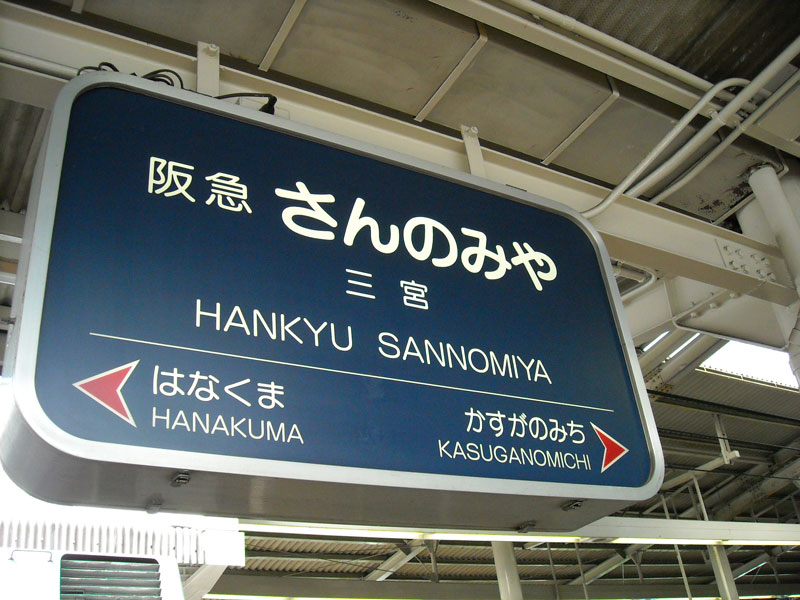 阪急 さんのみや
三宮
HANKYU SANNOMIYA
はなくま
HANAKUMA
かすがのみち
KASUGANOMICHI